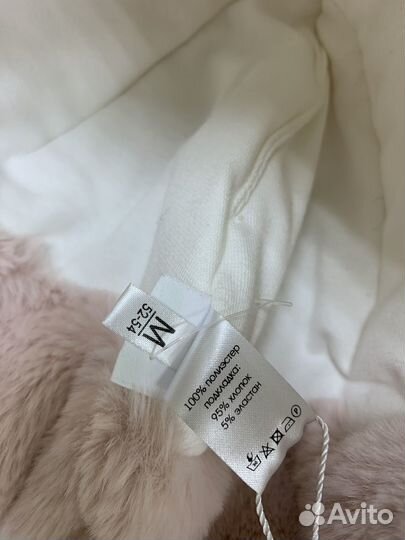 M
52-54
100% полиэстер
подкладка:
95% хлопок
5% эластан
Avito